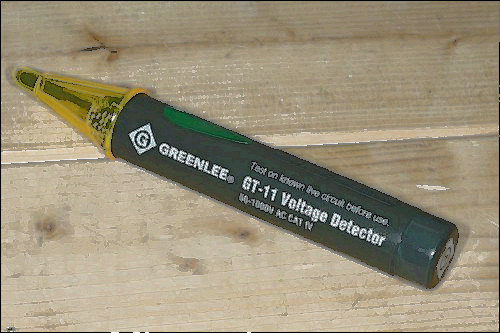 G GREENLEE®
Test on known live circuit before use.
GT-11 Voltage Detector
50-1000V AC CAT IV